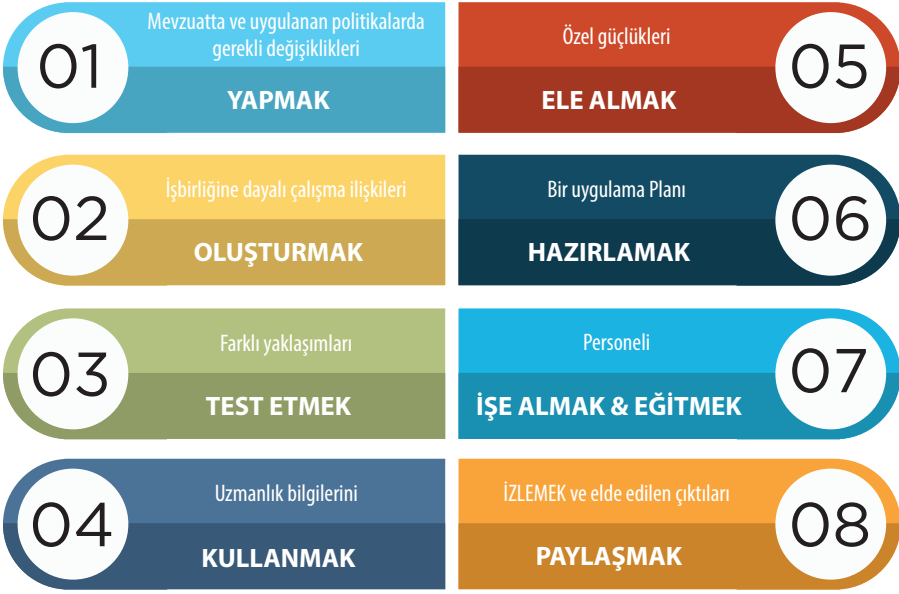 01
Mevzuatta ve uygulanan politikalarda
gerekli değişiklikleri
YAPMAK
02
İşbirliğine dayalı çalışma ilişkileri
OLUŞTURMAK
03
Farklı yaklaşımları
TEST ETMEK
04
Uzmanlık bilgilerini
KULLANMAK
05
Özel güçlükleri
ELE ALMAK
06
Bir uygulama Planı
HAZIRLAMAK
07
Personeli
İŞE ALMAK & EĞİTMEK
08
İZLEMEK ve elde edilen çıktıları
PAYLAŞMAK